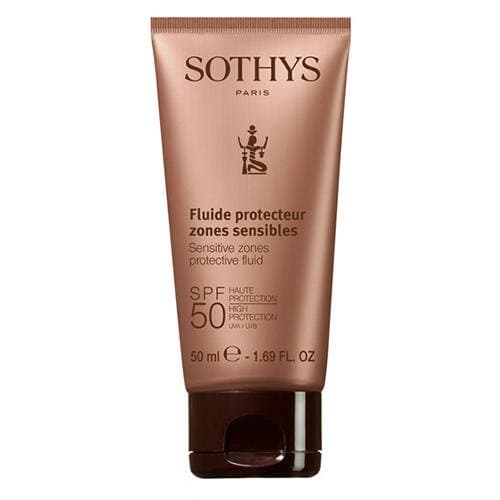 SOTHYS
PARIS
Fluide protecteur
zones sensibles
Sensitive zones
protective fluid
SPF 50
HAUTE
PROTECTION
HIGH
PROTECTION
UVA / UVB
50 ml ℮ - 1.69 FL. OZ